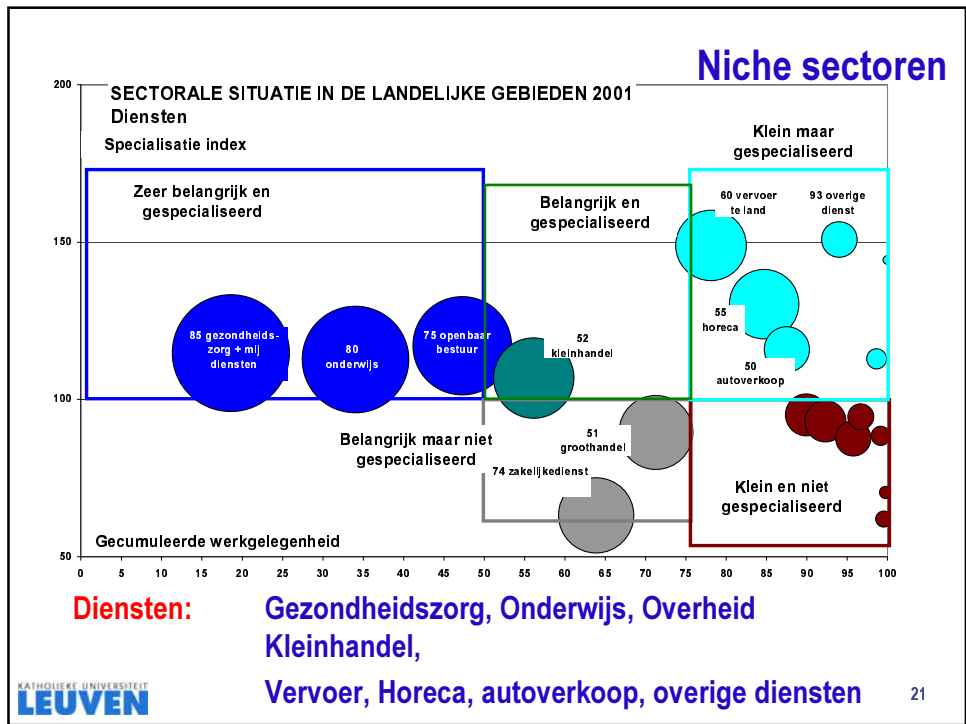 Niche sectoren
200
SECTORALE SITUATIE IN DE LANDELIJKE GEBIEDEN 2001
Diensten
Specialisatie index
Klein maar
gespecialiseerd
Zeer belangrijk en
gespecialiseerd
Belangrijk en
gespecialiseerd
60 vervoer
te land
93 overige
dienst
150
85 gezondheids-
zorg + mij
diensten
80
onderwijs
75 openbaar
bestuur
52
kleinhandel
55
horeca
50
autoverkoop
100
Belangrijk maar niet
gespecialiseerd
51
groothandel
74 zakelijkedienst
Klein en niet
gespecialiseerd
Gecumuleerde werkgelegenheid
50
0 5 10 15 20 25 30 35 40 45 50 55 60 65 70 75 80 85 90 95 100
Diensten: Gezondheidszorg, Onderwijs, Overheid
Kleinhandel,
Vervoer, Horeca, autoverkoop, overige diensten
KATHOLIEKE UNIVERSITEIT
LEUVEN
21